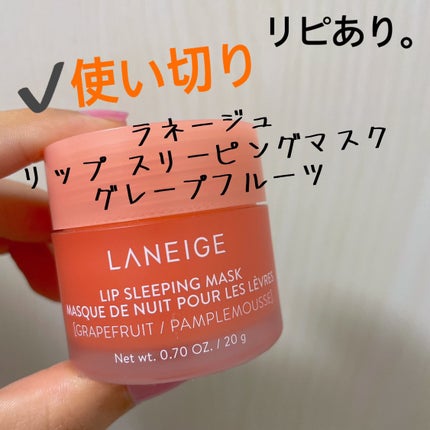 リピあり。
✓使い切り
ラネージュ
リップ スリーピングマスク
グレープフルーツ
LANEIGE
LIP SLEEPING MASK
MASQUE DE NUIT POUR LES LÈVRES
[GRAPEFRUIT / PAMPLEMOUSSE]
Net wt. 0.70 OZ. / 20 g